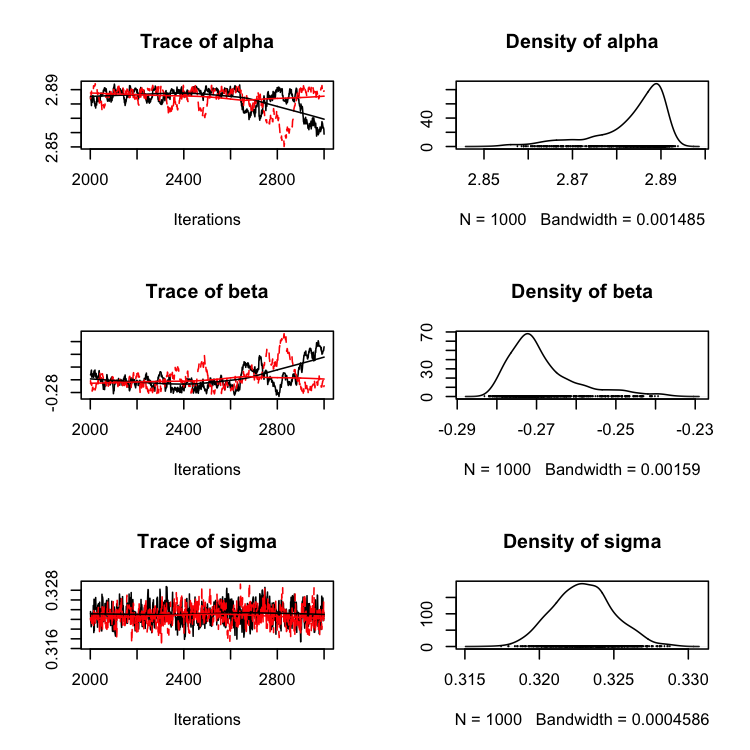 Trace of alpha
2.85 2.89
2000 2400 2800
Iterations
Density of alpha
0 40
2.85 2.87 2.89
N = 1000 Bandwidth = 0.001485
Trace of beta
-0.28
2000 2400 2800
Iterations
Density of beta
0 30 70
-0.29 -0.27 -0.25 -0.23
N = 1000 Bandwidth = 0.00159
Trace of sigma
0.316 0.328
2000 2400 2800
Iterations
Density of sigma
0 100
0.315 0.320 0.325 0.330
N = 1000 Bandwidth = 0.0004586